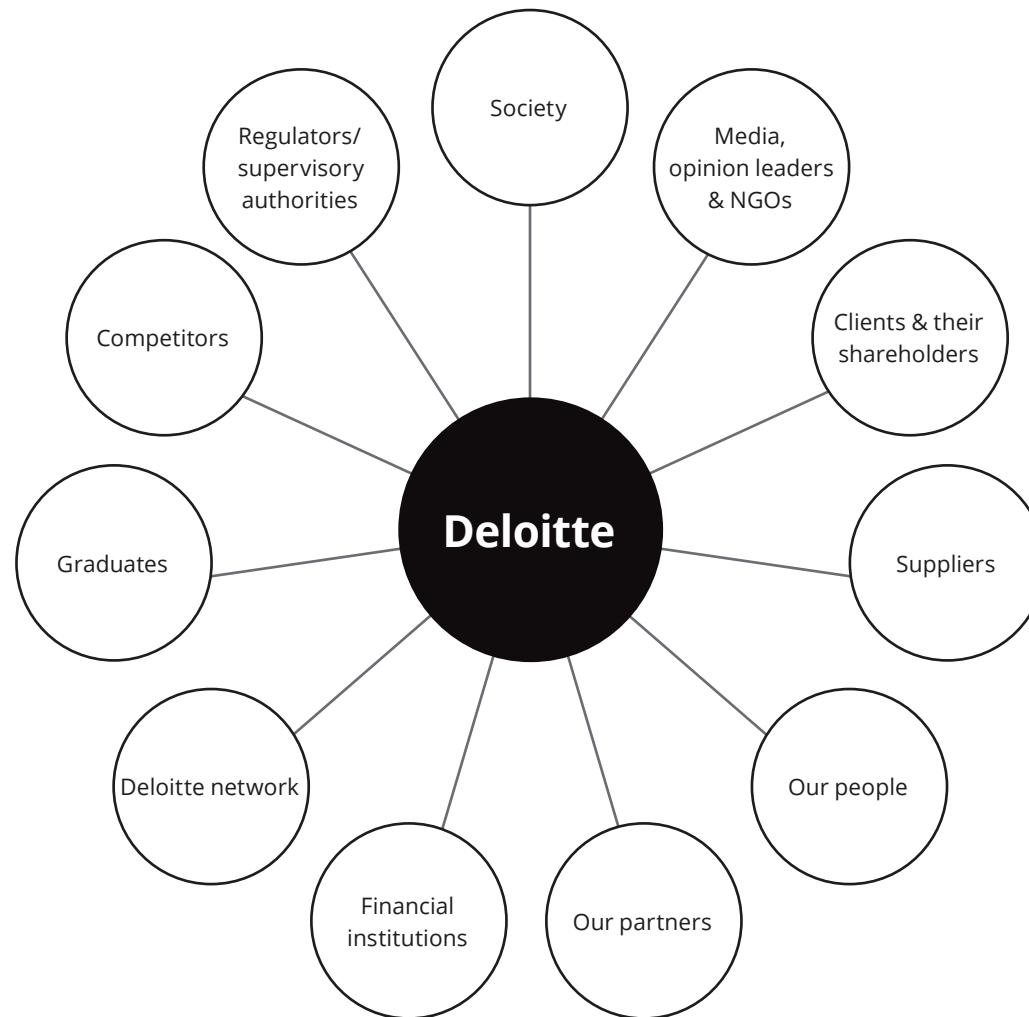 Society
Regulators/
supervisory
authorities
Media,
opinion leaders
& NGOs
Competitors
Clients & their
shareholders
Deloitte
Graduates
Suppliers
Deloitte network
Our people
Financial
institutions
Our partners